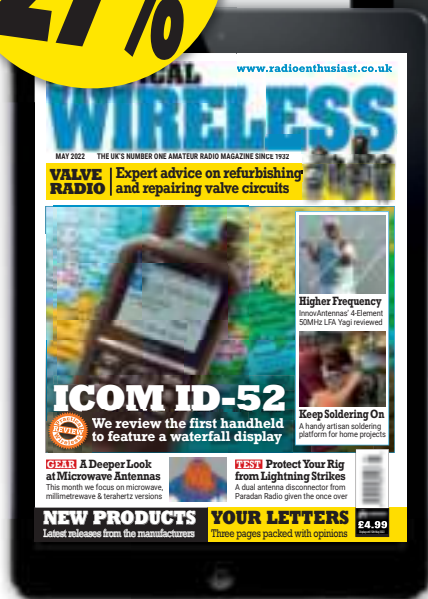 21%
www.radioenthusiast.co.uk
WIRELESS
MAY 2022 THE UK'S NUMBER ONE AMATEUR RADIO MAGAZINE SINCE 1932
VALVE
RADIO
Expert advice on refurbishing
and repairing valve circuits
Higher Frequency
InnovAntennas' 4-Element
50MHz LFA Yagi reviewed
Keep Soldering On
A handy artisan soldering
platform for home projects
ICOM ID-52
REVIEW
We review the first handheld
to feature a waterfall display
GEAR A Deeper Look
at Microwave Antennas
This month we focus on microwave,
millimetrewave & terahertz versions
TEST Protect Your Rig
from Lightning Strikes
A dual antenna disconnector from
Paradan Radio given the once over
NEW PRODUCTS
Latest releases from the manufacturers
YOUR LETTERS
Three pages packed with opinions
£4.99